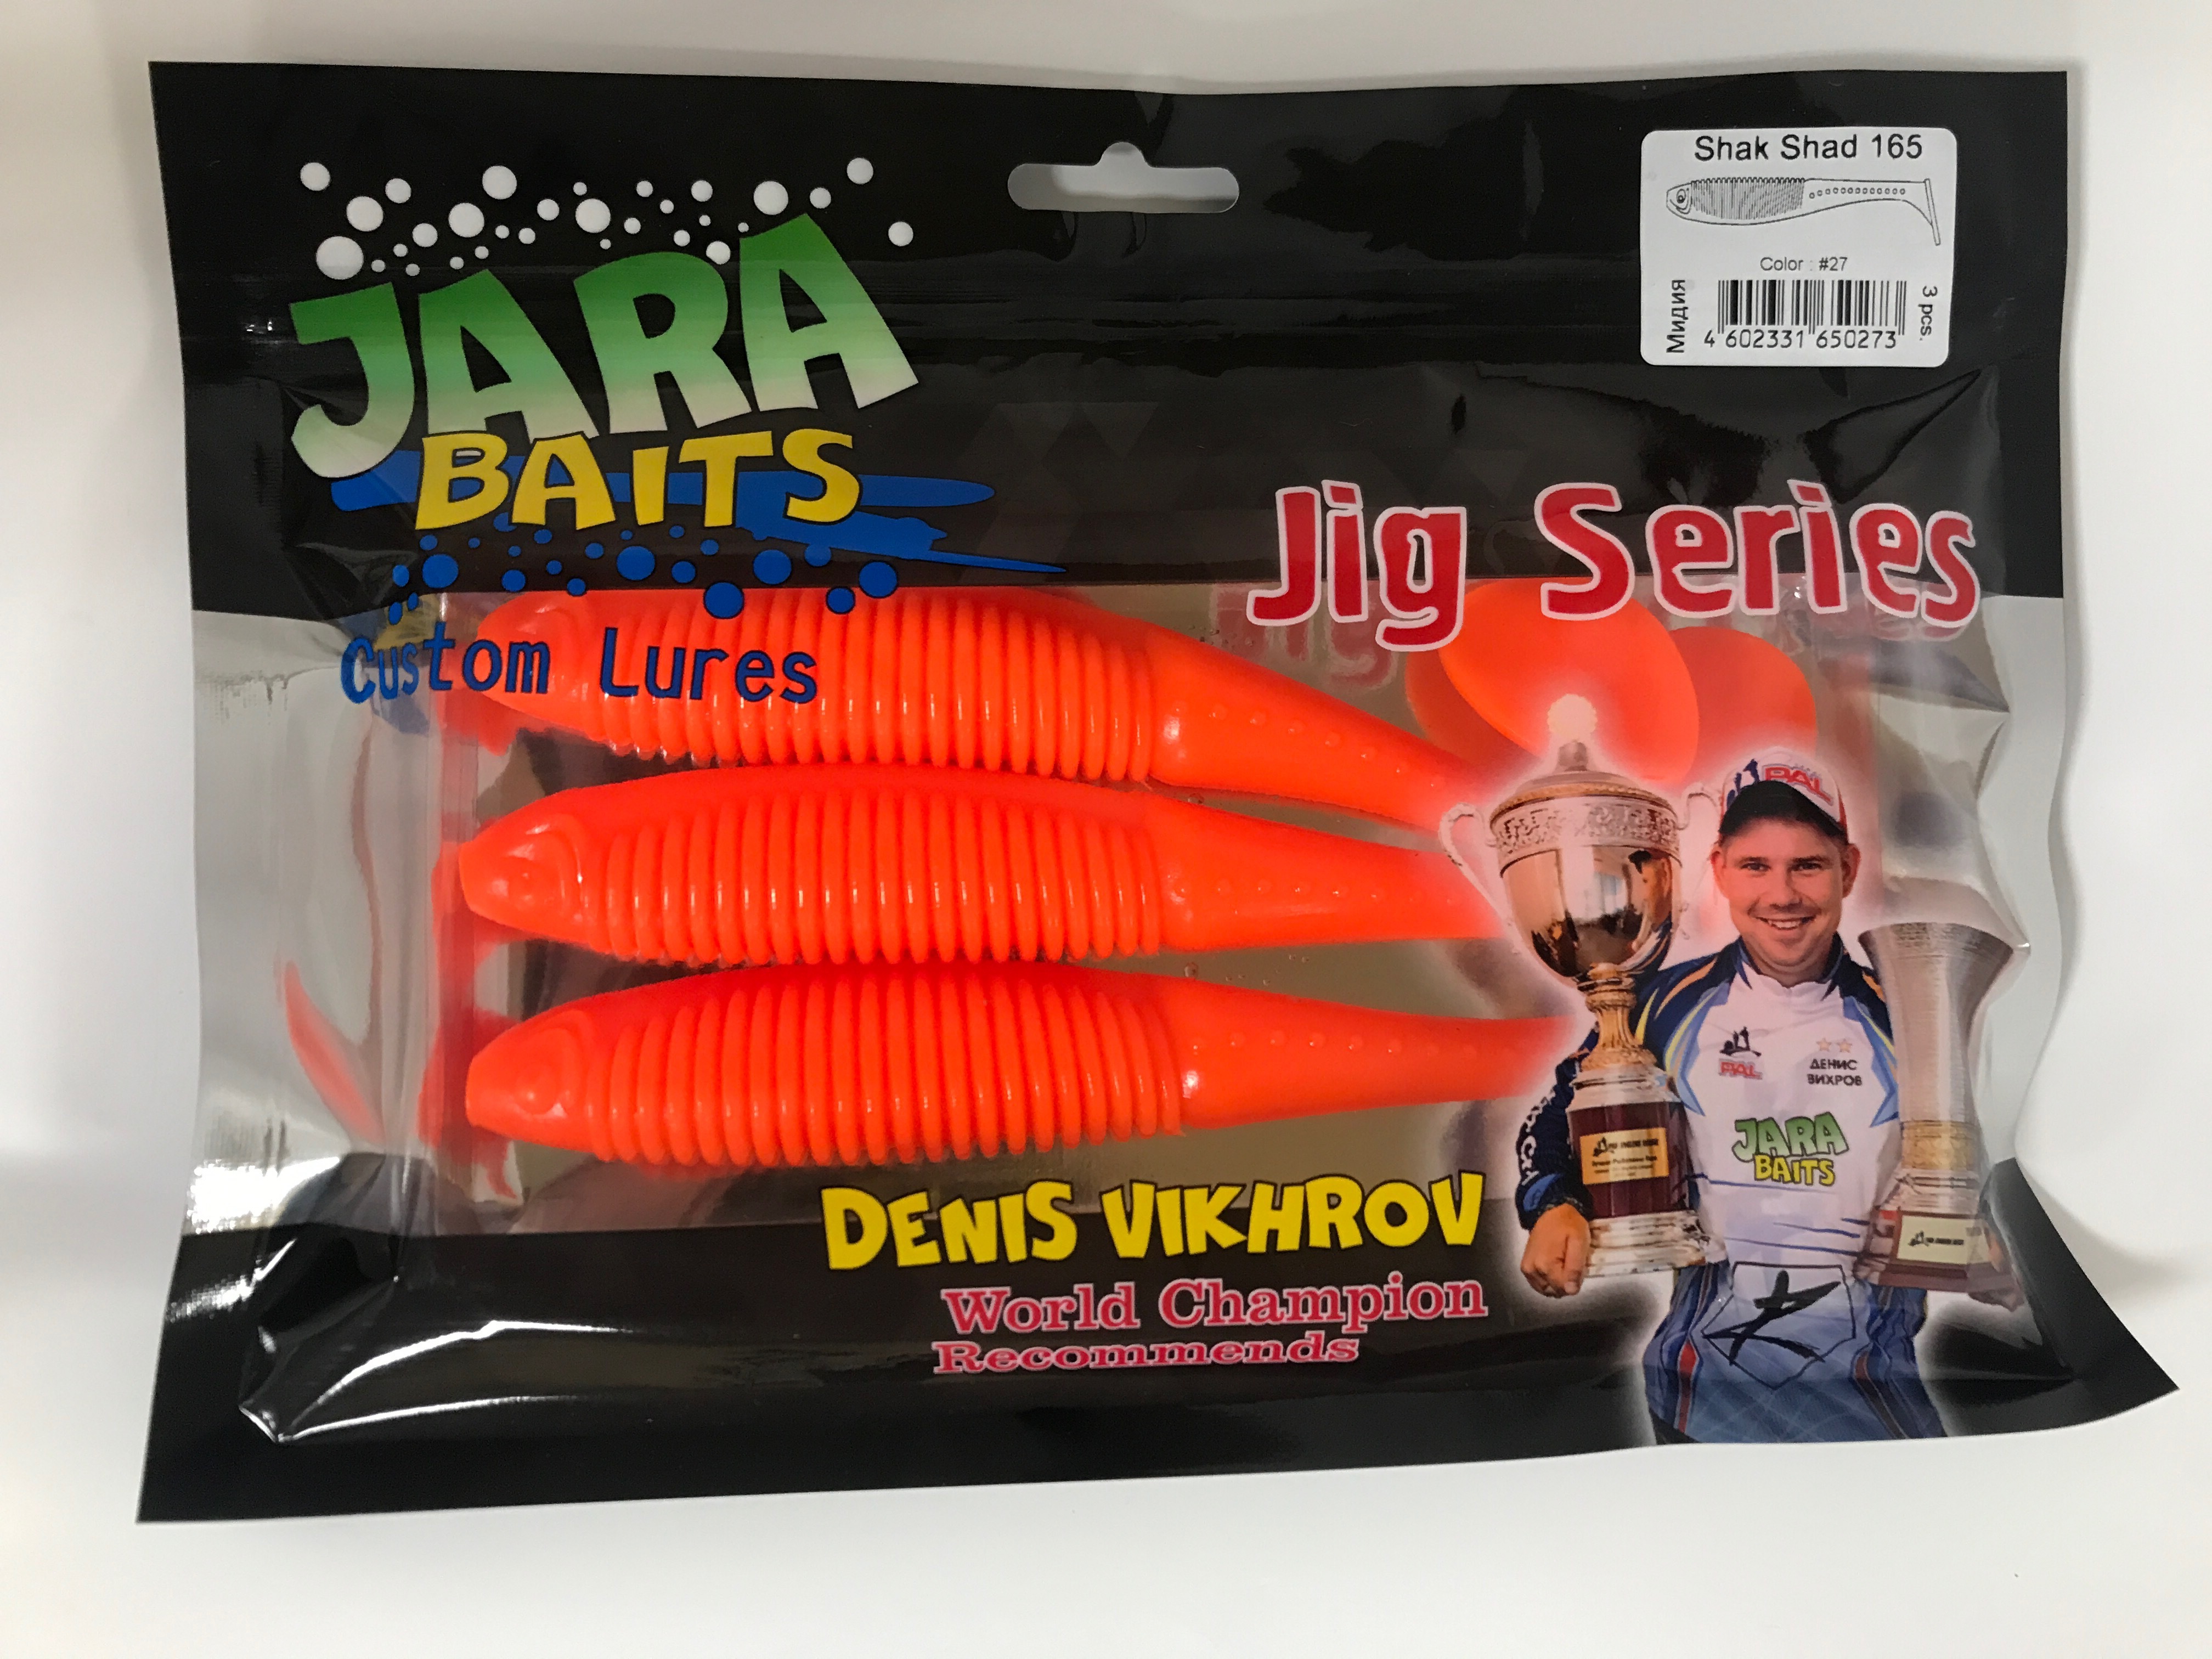 Shak Shad 165
Color : #27
Мидия
3 pcs.
4 602331 650273
JARA
BAITS
Custom Lures
Jig Series
PAL
PAL
ДЕНИС
ВИХРОВ
JARA
BAITS
DENIS VIKHROV
World Champion
Recommends